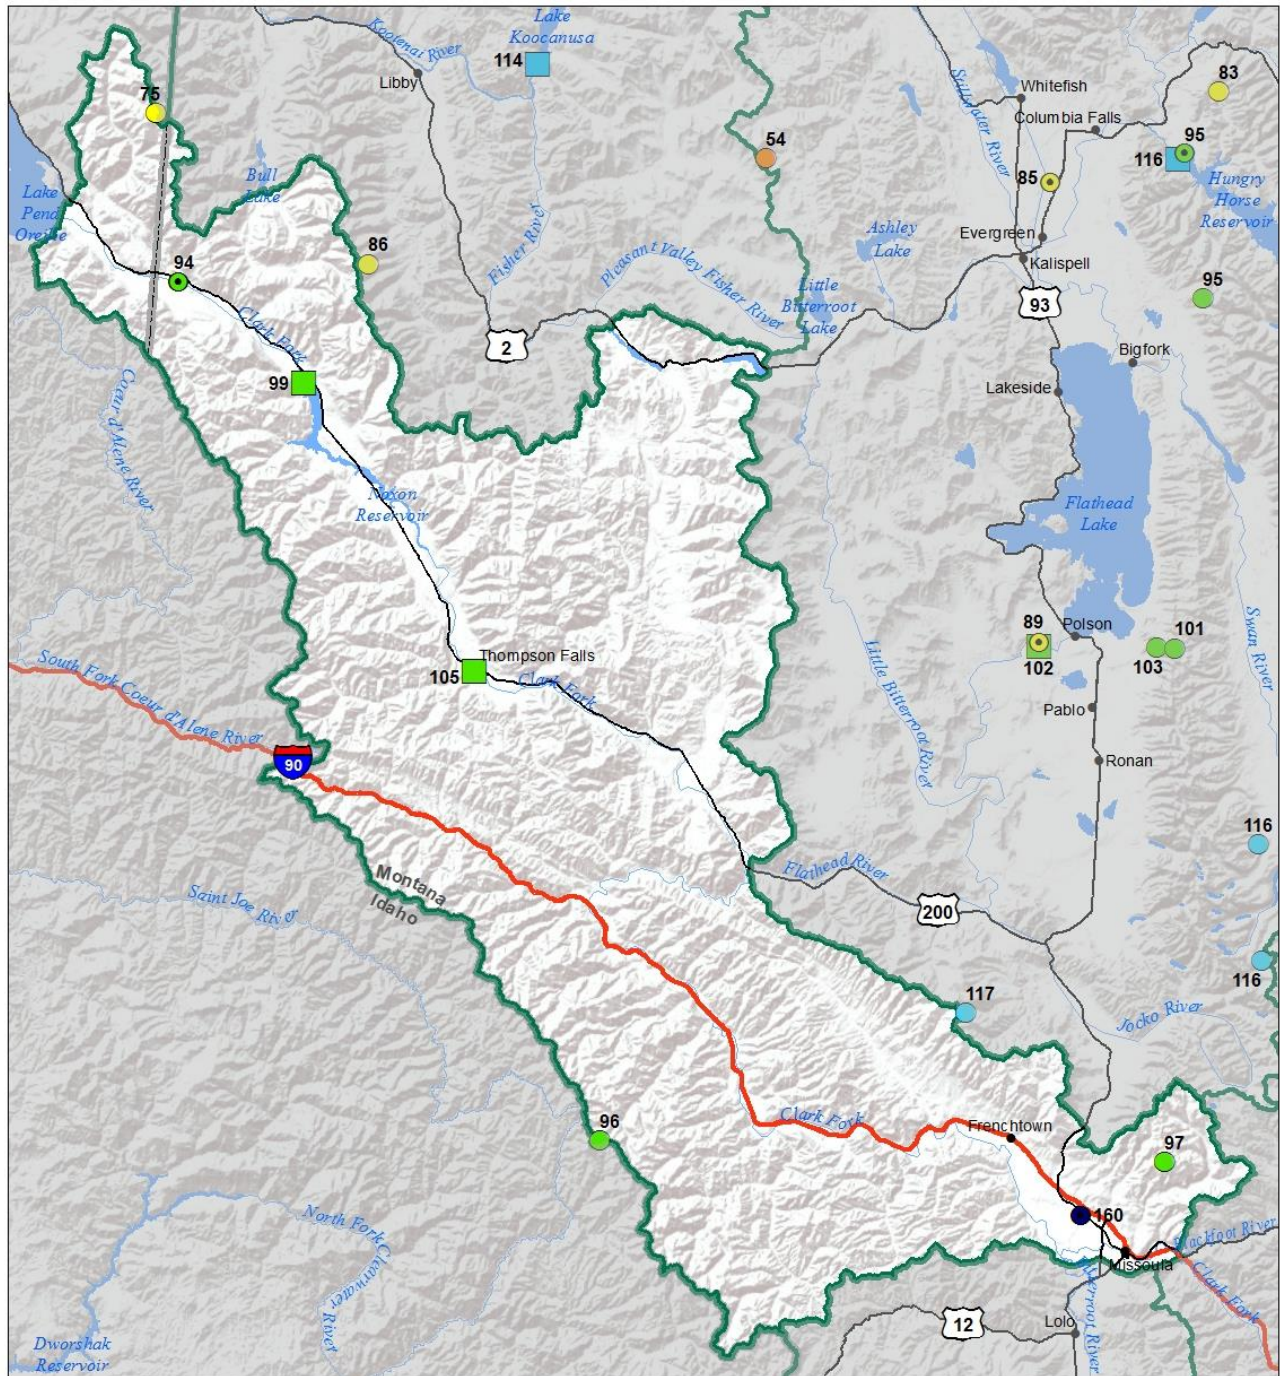 Lake
Koocanusa
Kootenai River
114
Libby
Whitefish
Stillwater River
83
75
Columbia Falls
95
116
54
Bull
Lake
85
Hungry
Horse
Reservoir
Lake
Pend
Oreille
Fisher River
Ashley
Lake
Evergreen
86
Pleasant Valley Fisher River
Kalispell
94
Little
Bitterroot
Lake
95
93
Clark Fork
2
Bigfork
99
Lakeside
Coeur d'Alene River
Noxon
Reservoir
Flathead
Lake
Swan River
89
Polson
101
102
103
Thompson Falls
105
Clark Fork
South Fork Coeur d'Alene River
Little Bitterroot River
Pablo
90
Ronan
116
Montana
Idaho
Flathead River
Saint Joe River
200
116
117
Jocko River
96
Clark Fork
Frenchtown
97
160
North Fork Clearwater River
Blackfoot River
Missoula
Clark Fork
Bitterroot River
12
Lolo
Dworshak
Reservoir